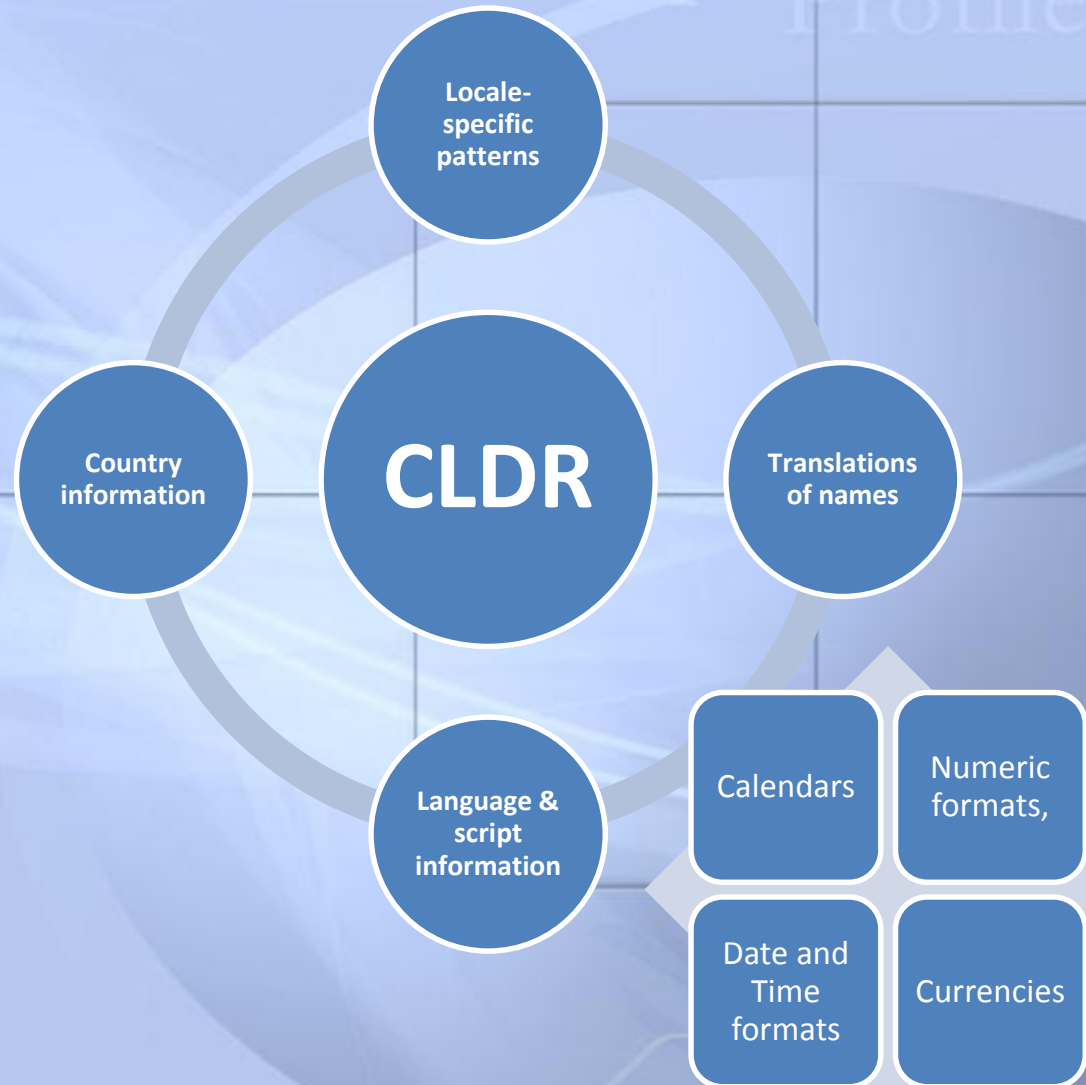 Profile
Locale-
specific
patterns
Country
information
CLDR
Translations
of names
Language &
script
information
Calendars
Numeric
formats,
Date and
Time
formats
Currencies